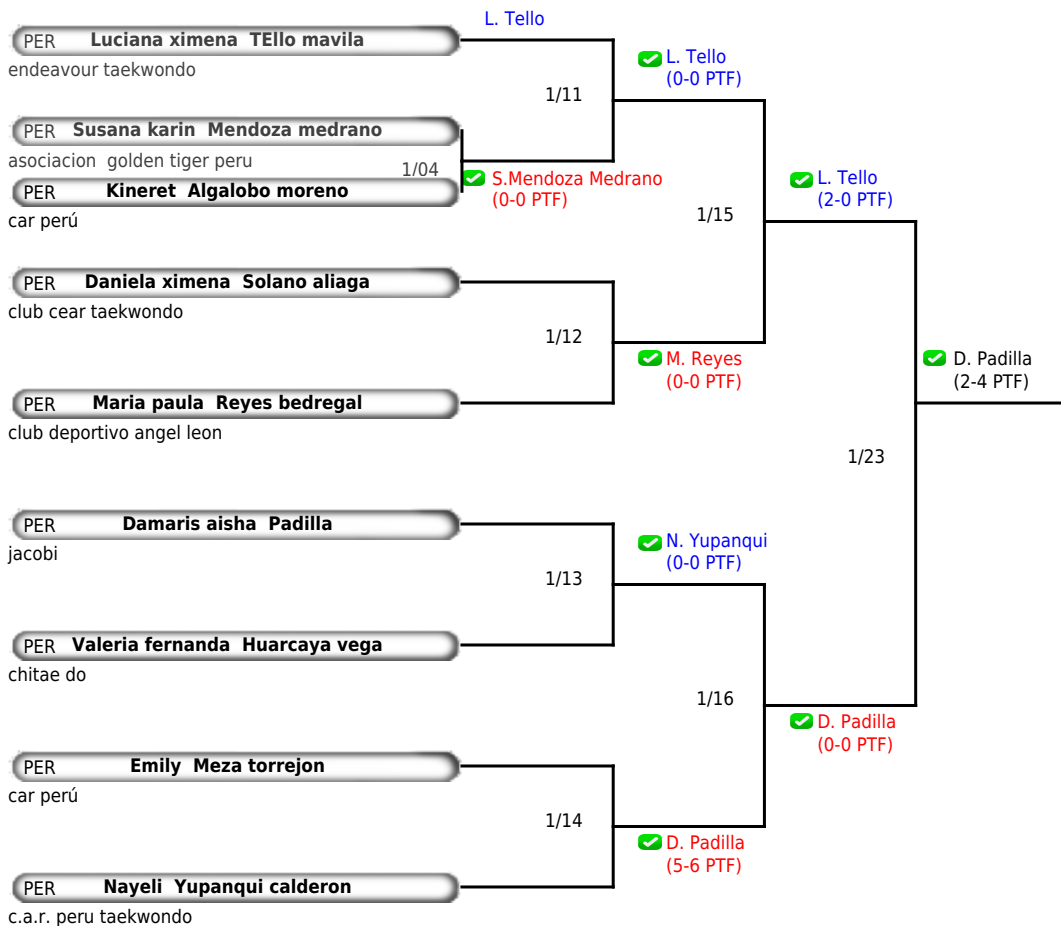 L. Tello
PER Luciana ximena TEllo mavila
endeavour taekwondo
L. Tello
(0-0 PTF)
1/11
PER Susana karin Mendoza medrano
asociacion golden tiger peru
1/04
S.Mendoza Medrano
(0-0 PTF)
PER Kineret Algalobo moreno
car perú
L. Tello
(2-0 PTF)
1/15
PER Daniela ximena Solano aliaga
club cear taekwondo
1/12
M. Reyes
(0-0 PTF)
D. Padilla
(2-4 PTF)
PER Maria paula Reyes bedregal
club deportivo angel leon
1/23
PER Damaris aisha Padilla
jacobi
N. Yupanqui
(0-0 PTF)
1/13
PER Valeria fernanda Huarcaya vega
chitae do
1/16
D. Padilla
(0-0 PTF)
PER Emily Meza torrejon
car perú
1/14
D. Padilla
(5-6 PTF)
PER Nayeli Yupanqui calderon
c.a.r. peru taekwondo